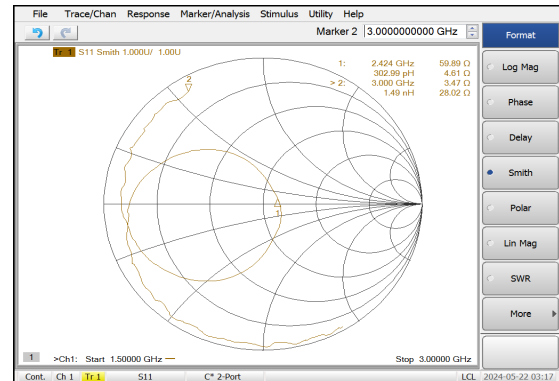 File Trace/Chan Response Marker/Analysis Stimulus Utility Help
Marker 2 3.0000000000 GHz
Format
Tr 1 S11 Smith 1.000U/ 1.00U
1: 2.424 GHz 59.89 Ω
302.99 pH 4.61 Ω
> 2: 3.000 GHz 3.47 Ω
1.49 nH 28.02 Ω
2
1
Log Mag
Phase
Delay
Smith
Polar
Lin Mag
SWR
More
1 >Ch1: Start 1.50000 GHz Stop 3.00000 GHz
Cont. Ch 1 Tr 1 S11 C* 2-Port LCL 2024-05-22 03:17